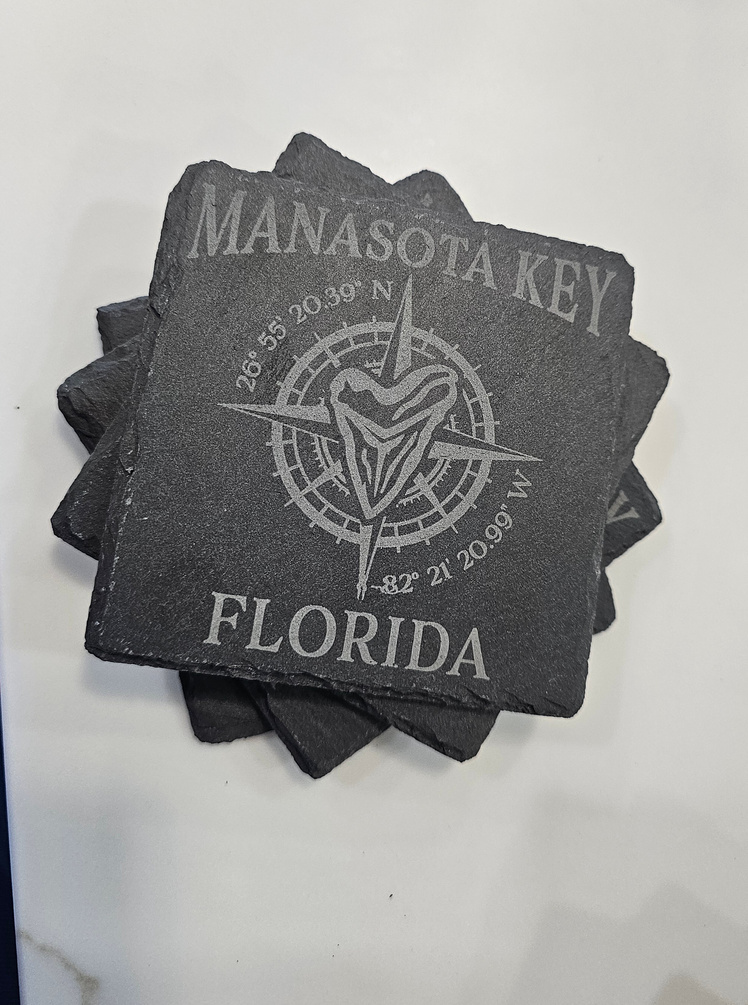 MANASOTA KEY
26° 55' 20.39" N
-82° 21' 20.99" W
FLORIDA
Y